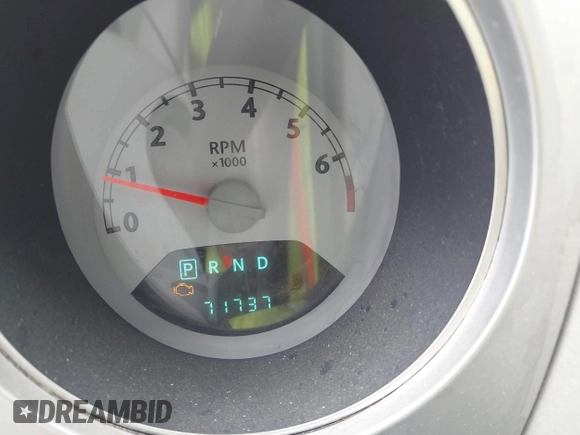 0 1 2 3 4 5 6
RPM
×1000
P R N D
71737
DREAMBID